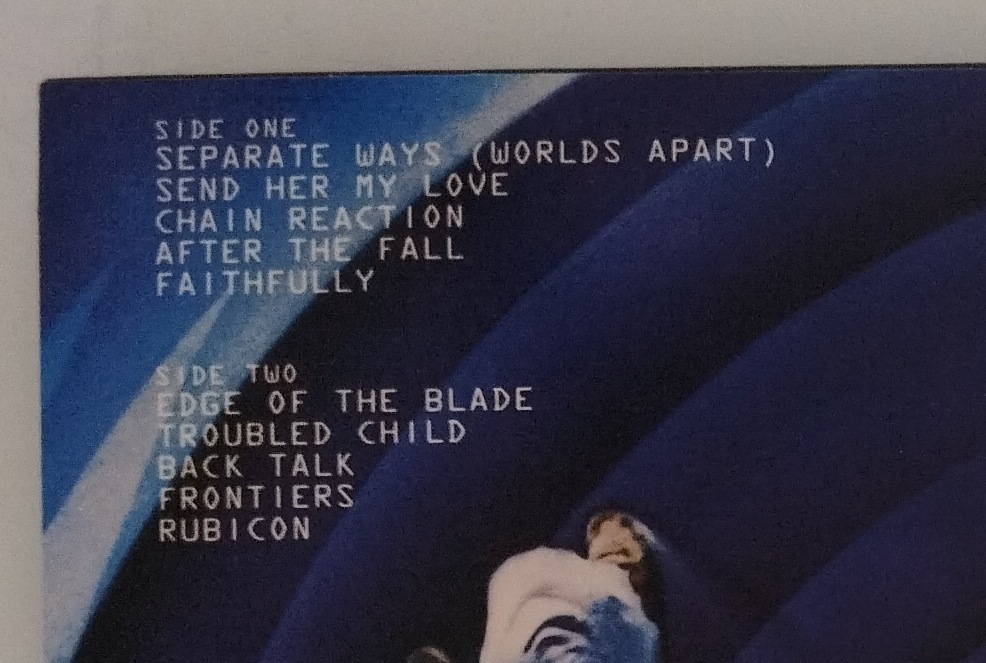 SIDE ONE
SEPARATE WAYS (WORLDS APART)
SEND HER MY LOVE
CHAIN REACTION
AFTER THE FALL
FAITHFULLY
SIDE TWO
EDGE OF THE BLADE
TROUBLED CHILD
BACK TALK
FRONTIERS
RUBICON